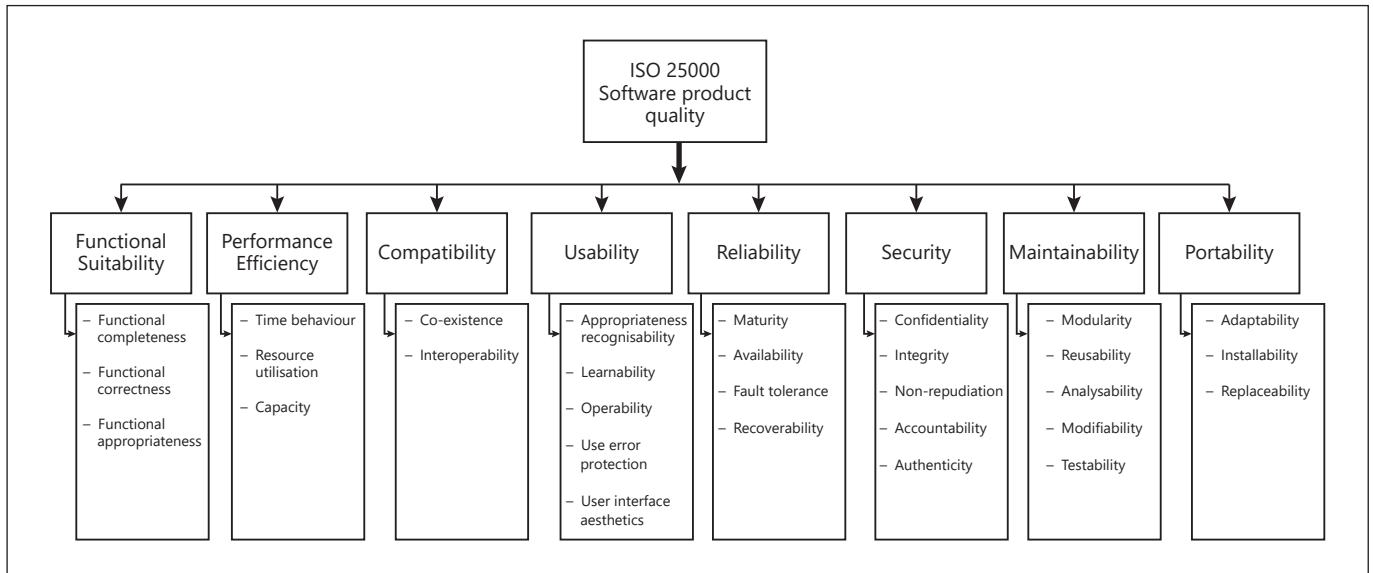 ISO 25000
Software product
quality
Functional
Suitability
Performance
Efficiency
Compatibility
Usability
Reliability
Security
Maintainability
Portability
– Functional
completeness
– Functional
correctness
– Functional
appropriateness
– Time behaviour
– Resource
utilisation
– Capacity
– Co-existence
– Interoperability
– Appropriateness
recognisability
– Learnability
– Operability
– Use error
protection
– User interface
aesthetics
– Maturity
– Availability
– Fault tolerance
– Recoverability
– Confidentiality
– Integrity
– Non-repudiation
– Accountability
– Authenticity
– Modularity
– Reusability
– Analysability
– Modifiability
– Testability
– Adaptability
– Installability
– Replaceability